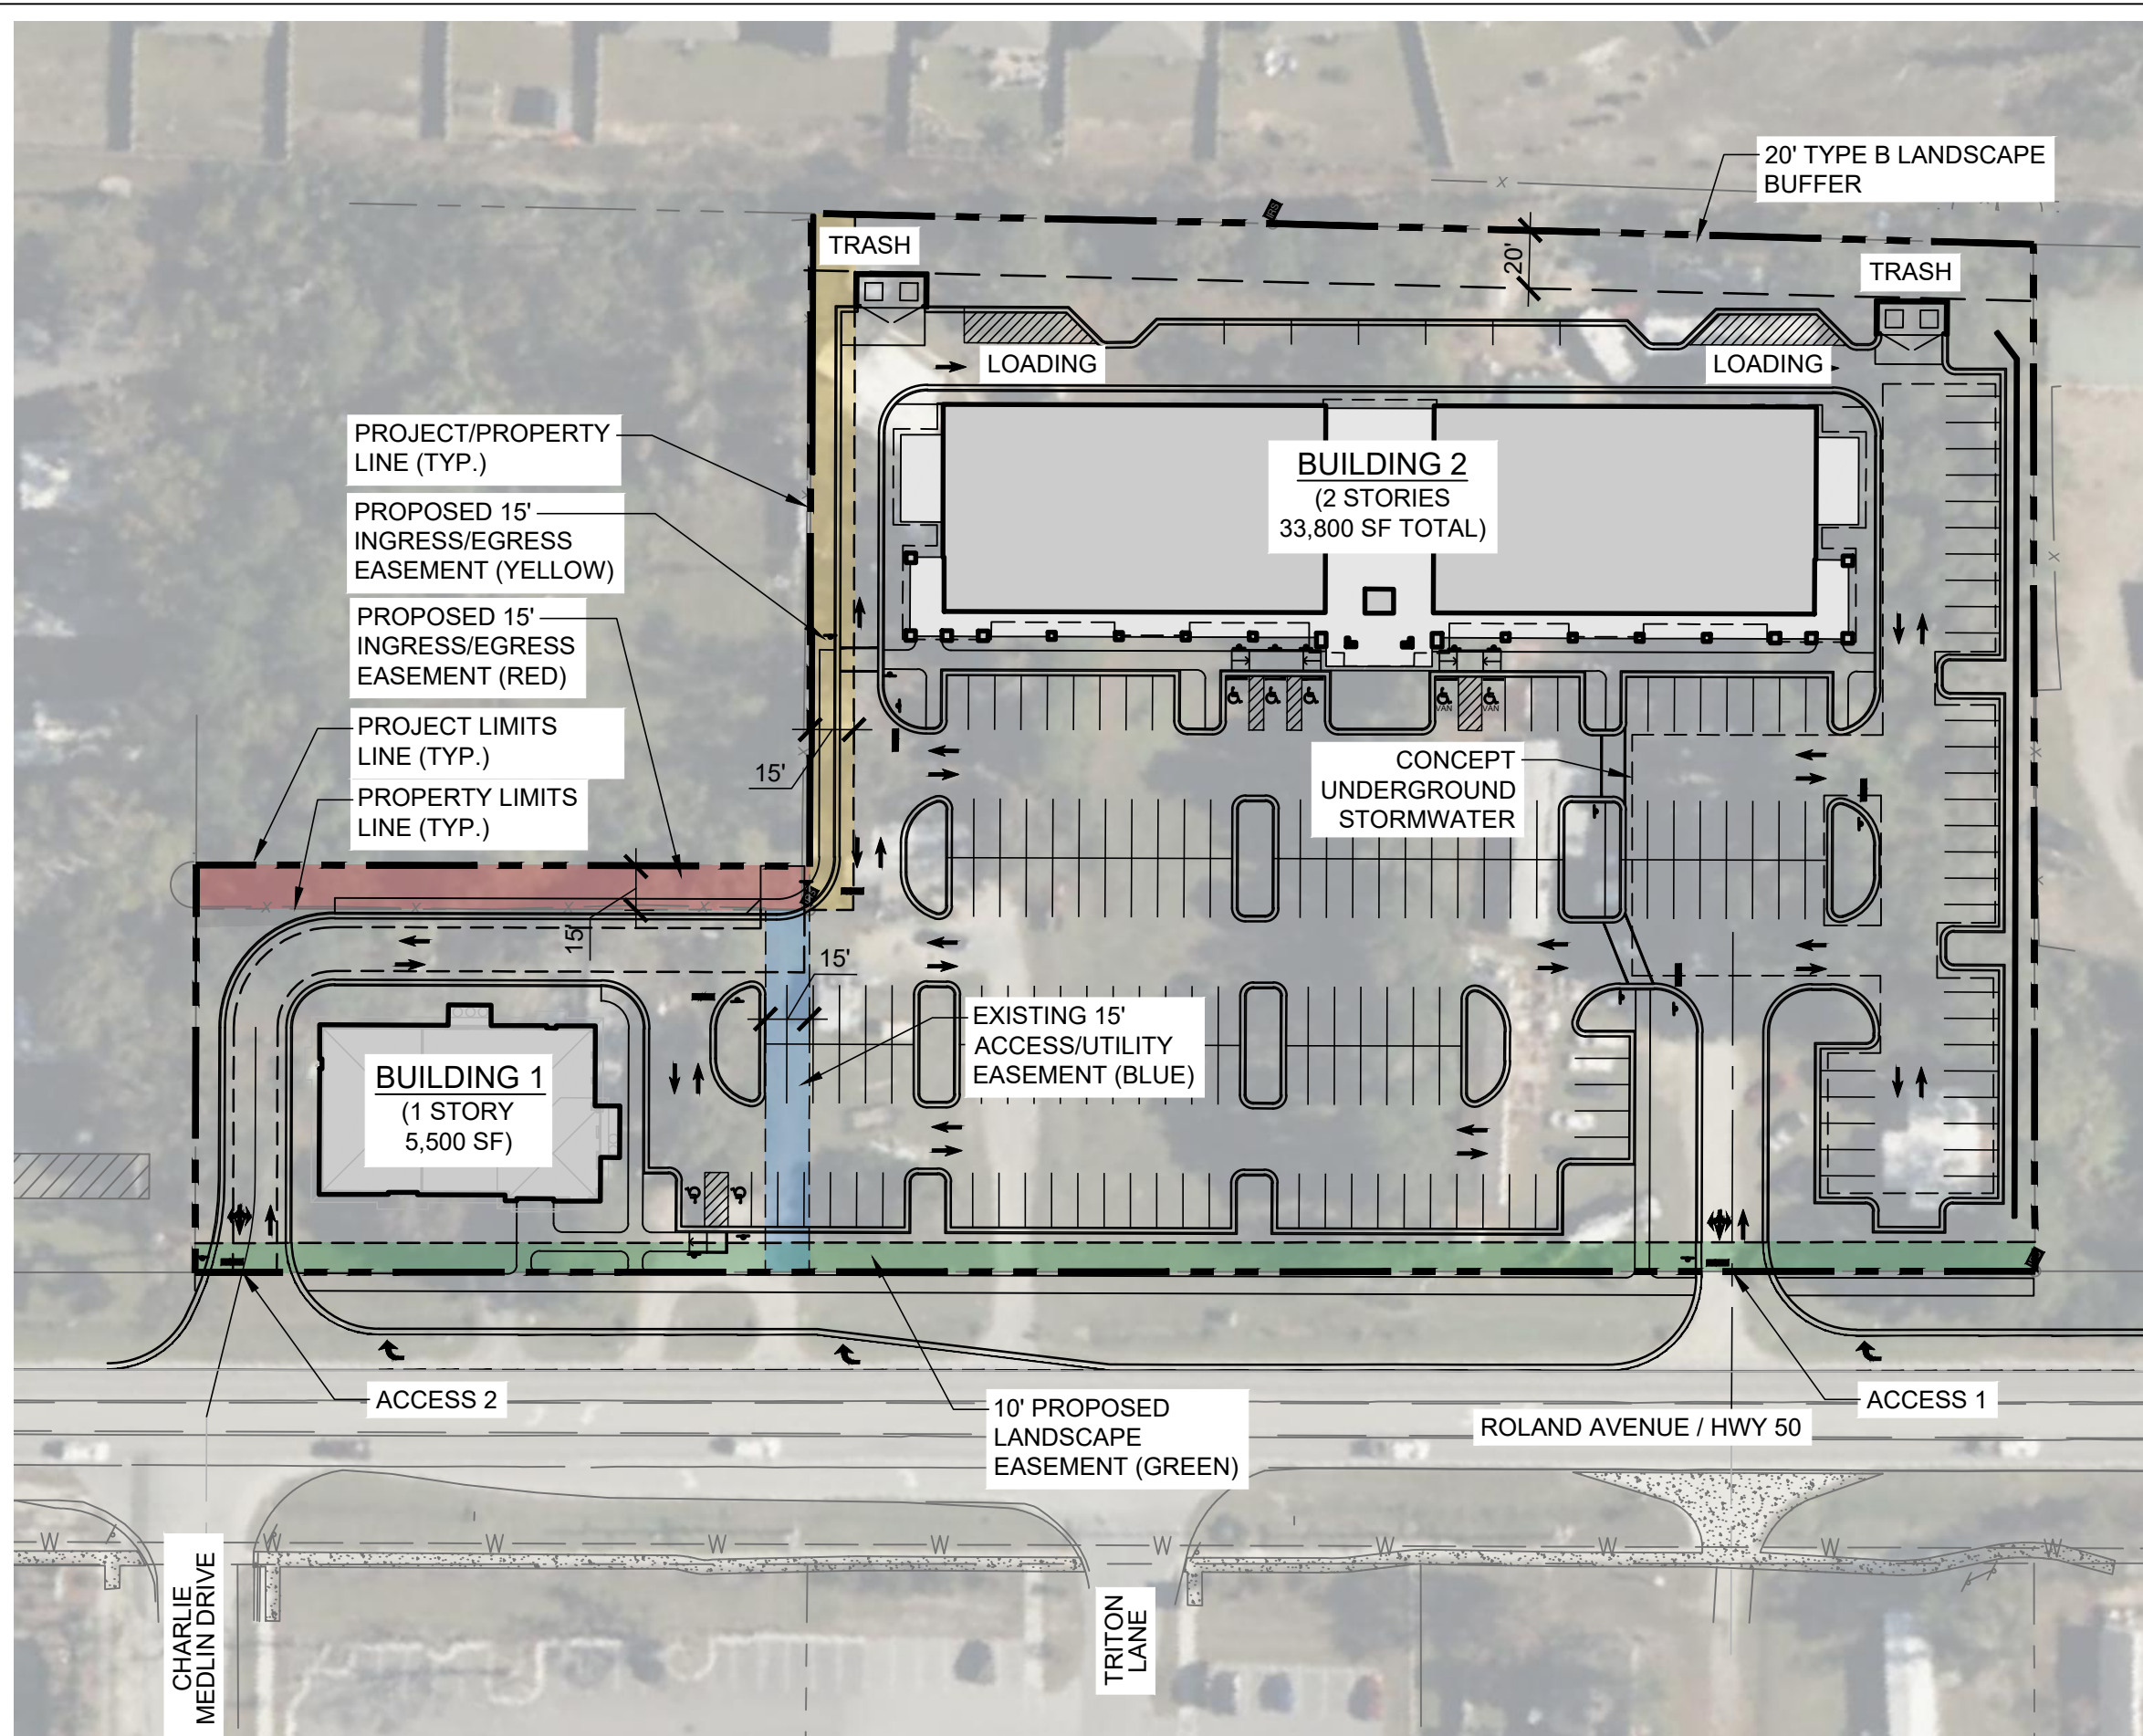 20' TYPE B LANDSCAPE
BUFFER
TRASH
20'
TRASH
LOADING
LOADING
PROJECT/PROPERTY
LINE (TYP.)
BUILDING 2
(2 STORIES
33,800 SF TOTAL)
PROPOSED 15'
INGRESS/EGRESS
EASEMENT (YELLOW)
PROPOSED 15'
INGRESS/EGRESS
EASEMENT (RED)
VAN
VAN
PROJECT LIMITS
LINE (TYP.)
15'
CONCEPT
UNDERGROUND
STORMWATER
PROPERTY LIMITS
LINE (TYP.)
15'
15'
EXISTING 15'
ACCESS/UTILITY
EASEMENT (BLUE)
BUILDING 1
(1 STORY
5,500 SF)
ACCESS 2
10' PROPOSED
LANDSCAPE
EASEMENT (GREEN)
ACCESS 1
ROLAND AVENUE / HWY 50
W
W
W
W
W
W
W
W
W
W
CHARLIE
MEDLIN DRIVE
TRITON
LANE